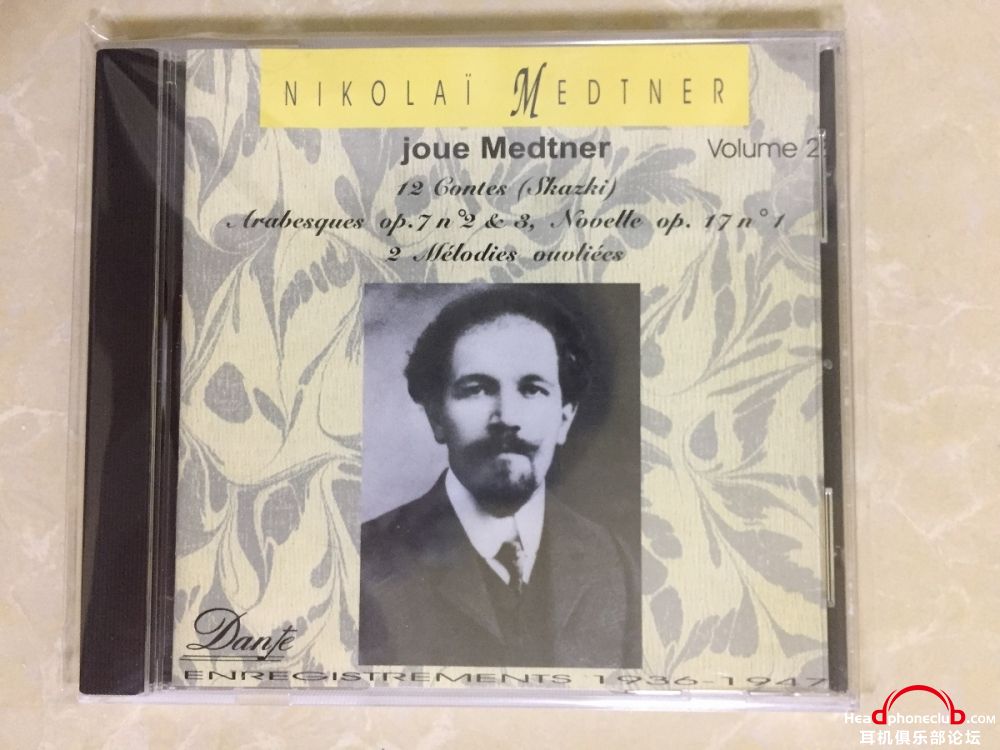 NIKOLAÏ MEDTNER
joue Medtner
Volume 2
12 Contes (Skazki)
Arabesques op.7 n°2 & 3, Novelle op. 17 n° 1
2 Mélodies ouvliées
Dante
ENREGISTREMENTS 1936-1947
Headphoneclub.com
耳机俱乐部论坛